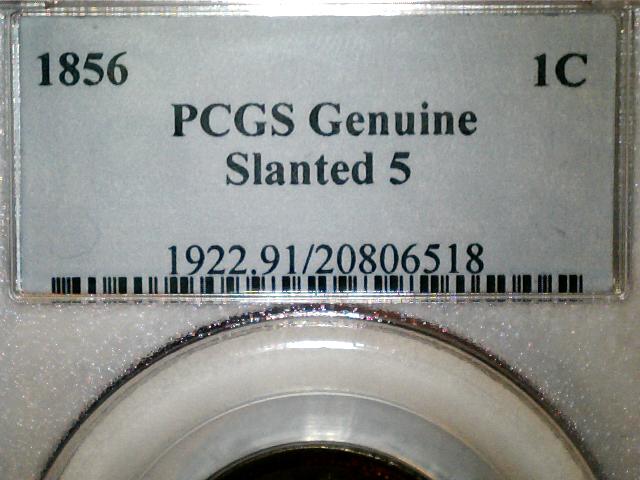 1856 1C
PCGS Genuine
Slanted 5
1922.91/20806518